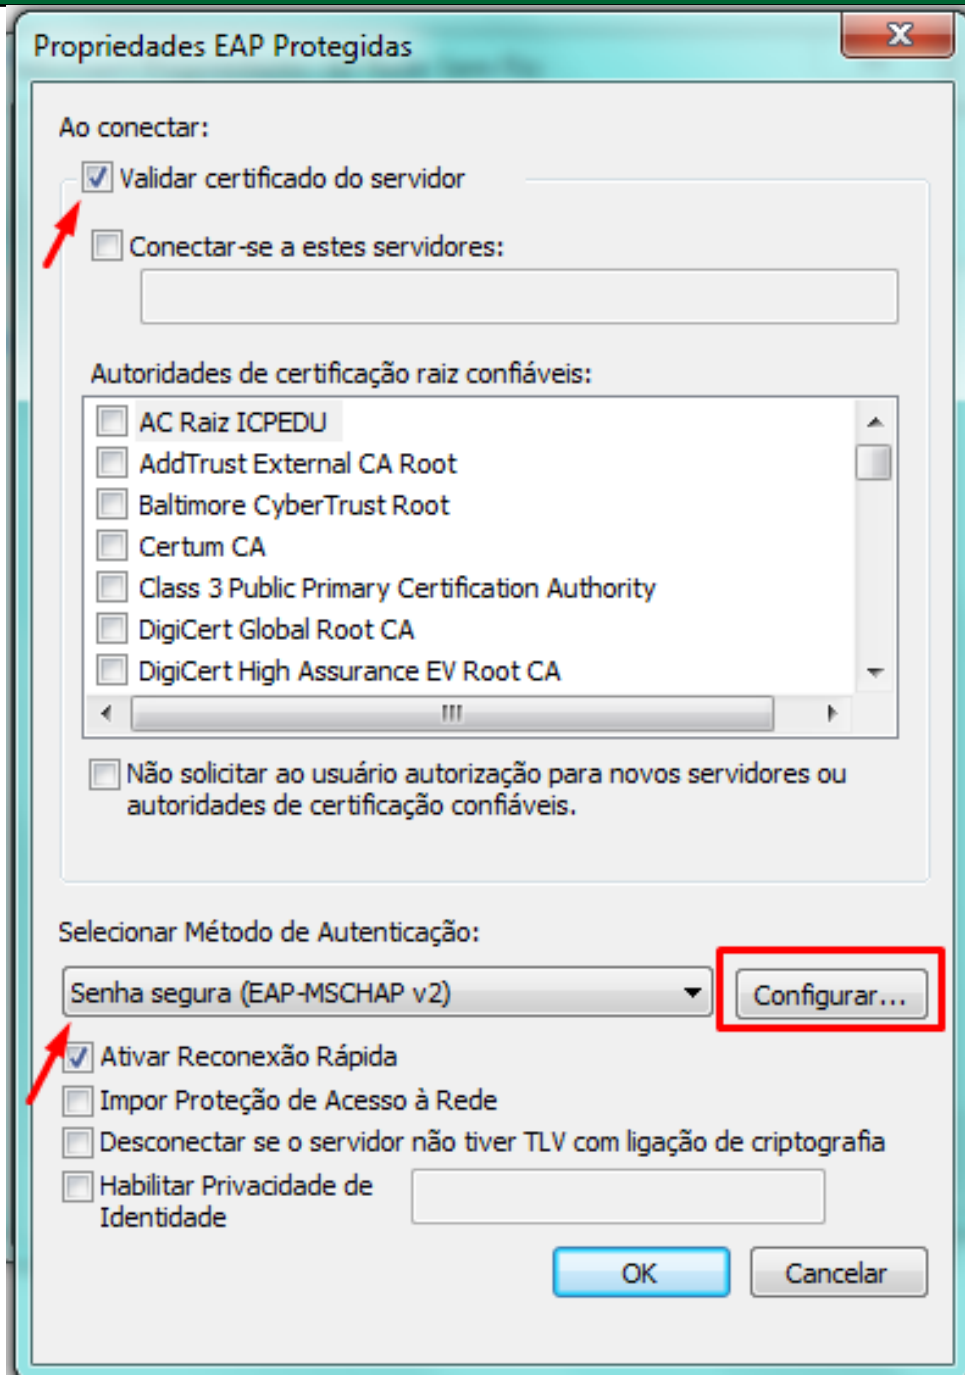 Propriedades EAP Protegidas
Ao conectar:
Validar certificado do servidor
Conectar-se a estes servidores:
Autoridades de certificação raiz confiáveis:
AC Raiz ICPEDU
AddTrust External CA Root
Baltimore CyberTrust Root
Certum CA
Class 3 Public Primary Certification Authority
DigiCert Global Root CA
DigiCert High Assurance EV Root CA
Não solicitar ao usuário autorização para novos servidores ou
autoridades de certificação confiáveis.
Selecionar Método de Autenticação:
Senha segura (EAP-MSCHAP v2)
Configurar...
Ativar Reconexão Rápida
Impor Proteção de Acesso à Rede
Desconectar se o servidor não tiver TLV com ligação de criptografia
Habilitar Privacidade de
Identidade
OK
Cancelar